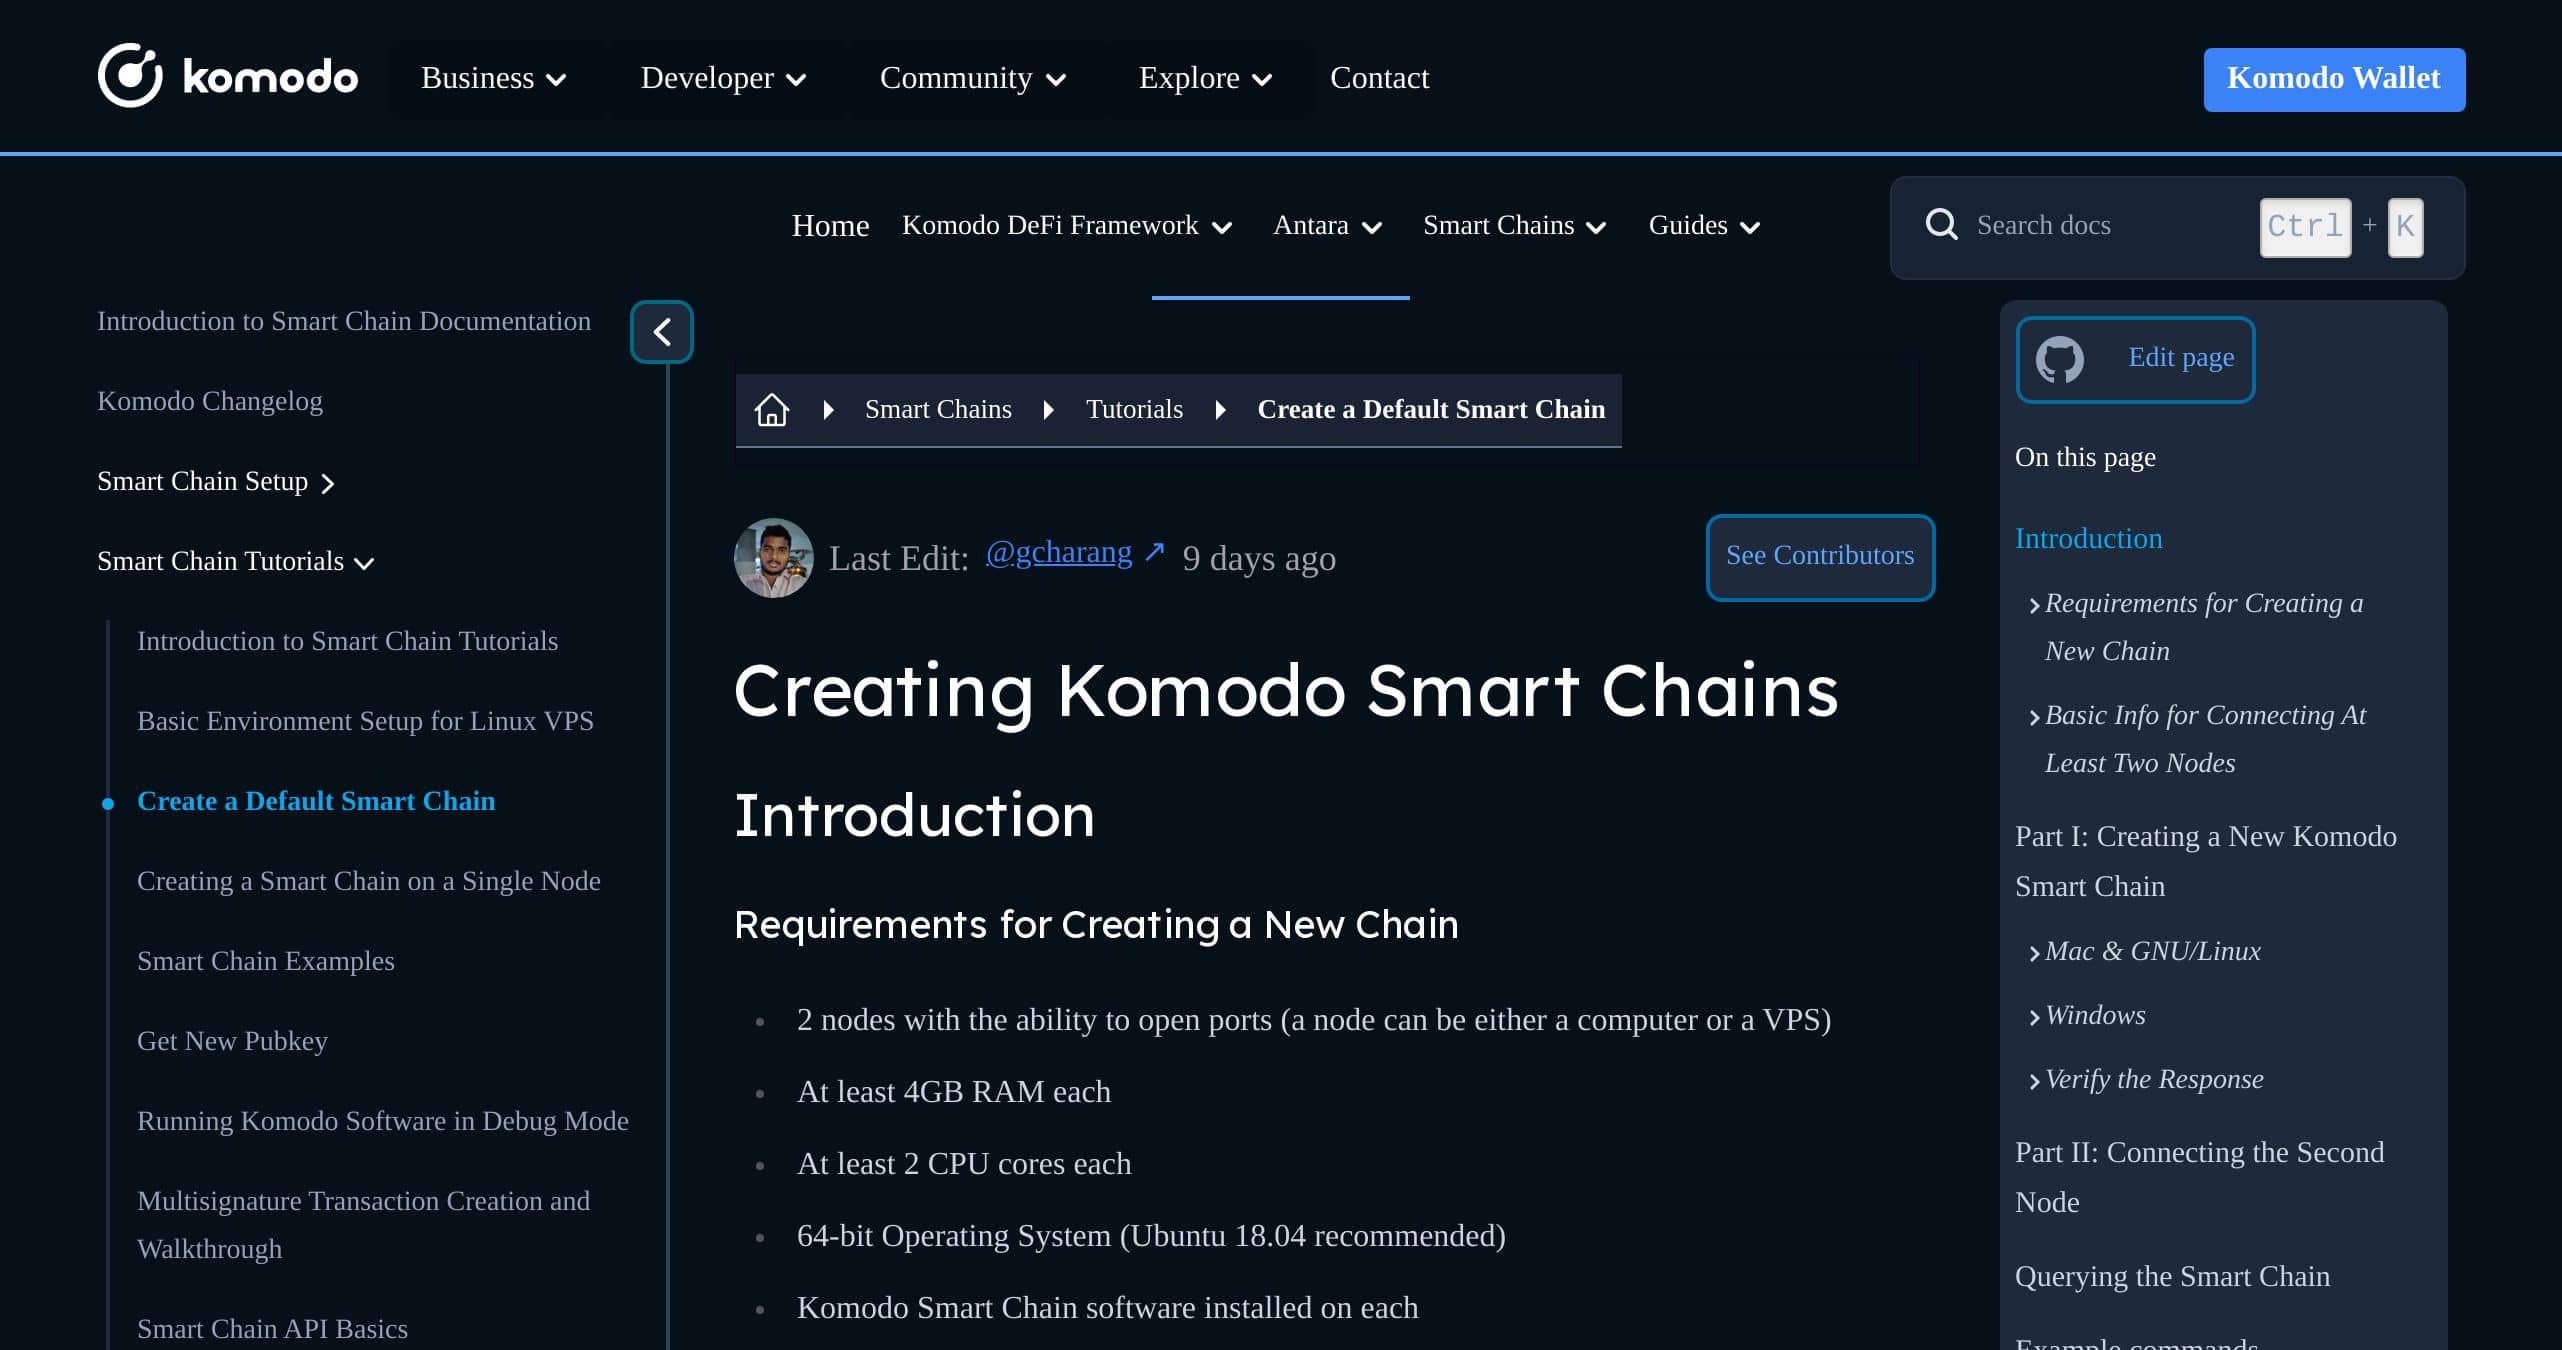 komodo
Business
Developer
Community
Explore
Contact
Komodo Wallet
Home
Komodo DeFi Framework
Antara
Smart Chains
Guides
Search docs
Ctrl + K
Introduction to Smart Chain Documentation
Komodo Changelog
Smart Chain Setup
Smart Chain Tutorials
Introduction to Smart Chain Tutorials
Basic Environment Setup for Linux VPS
Create a Default Smart Chain
Creating a Smart Chain on a Single Node
Smart Chain Examples
Get New Pubkey
Running Komodo Software in Debug Mode
Multisignature Transaction Creation and
Walkthrough
Smart Chain API Basics
Smart Chains
Tutorials
Create a Default Smart Chain
Last Edit: @gcharang 9 days ago
See Contributors
Creating Komodo Smart Chains
Introduction
Requirements for Creating a New Chain
2 nodes with the ability to open ports (a node can be either a computer or a VPS)
At least 4GB RAM each
At least 2 CPU cores each
64-bit Operating System (Ubuntu 18.04 recommended)
Komodo Smart Chain software installed on each
Edit page
On this page
Introduction
Requirements for Creating a
New Chain
Basic Info for Connecting At
Least Two Nodes
Part I: Creating a New Komodo
Smart Chain
Mac & GNU/Linux
Windows
Verify the Response
Part II: Connecting the Second
Node
Querying the Smart Chain
Example commands